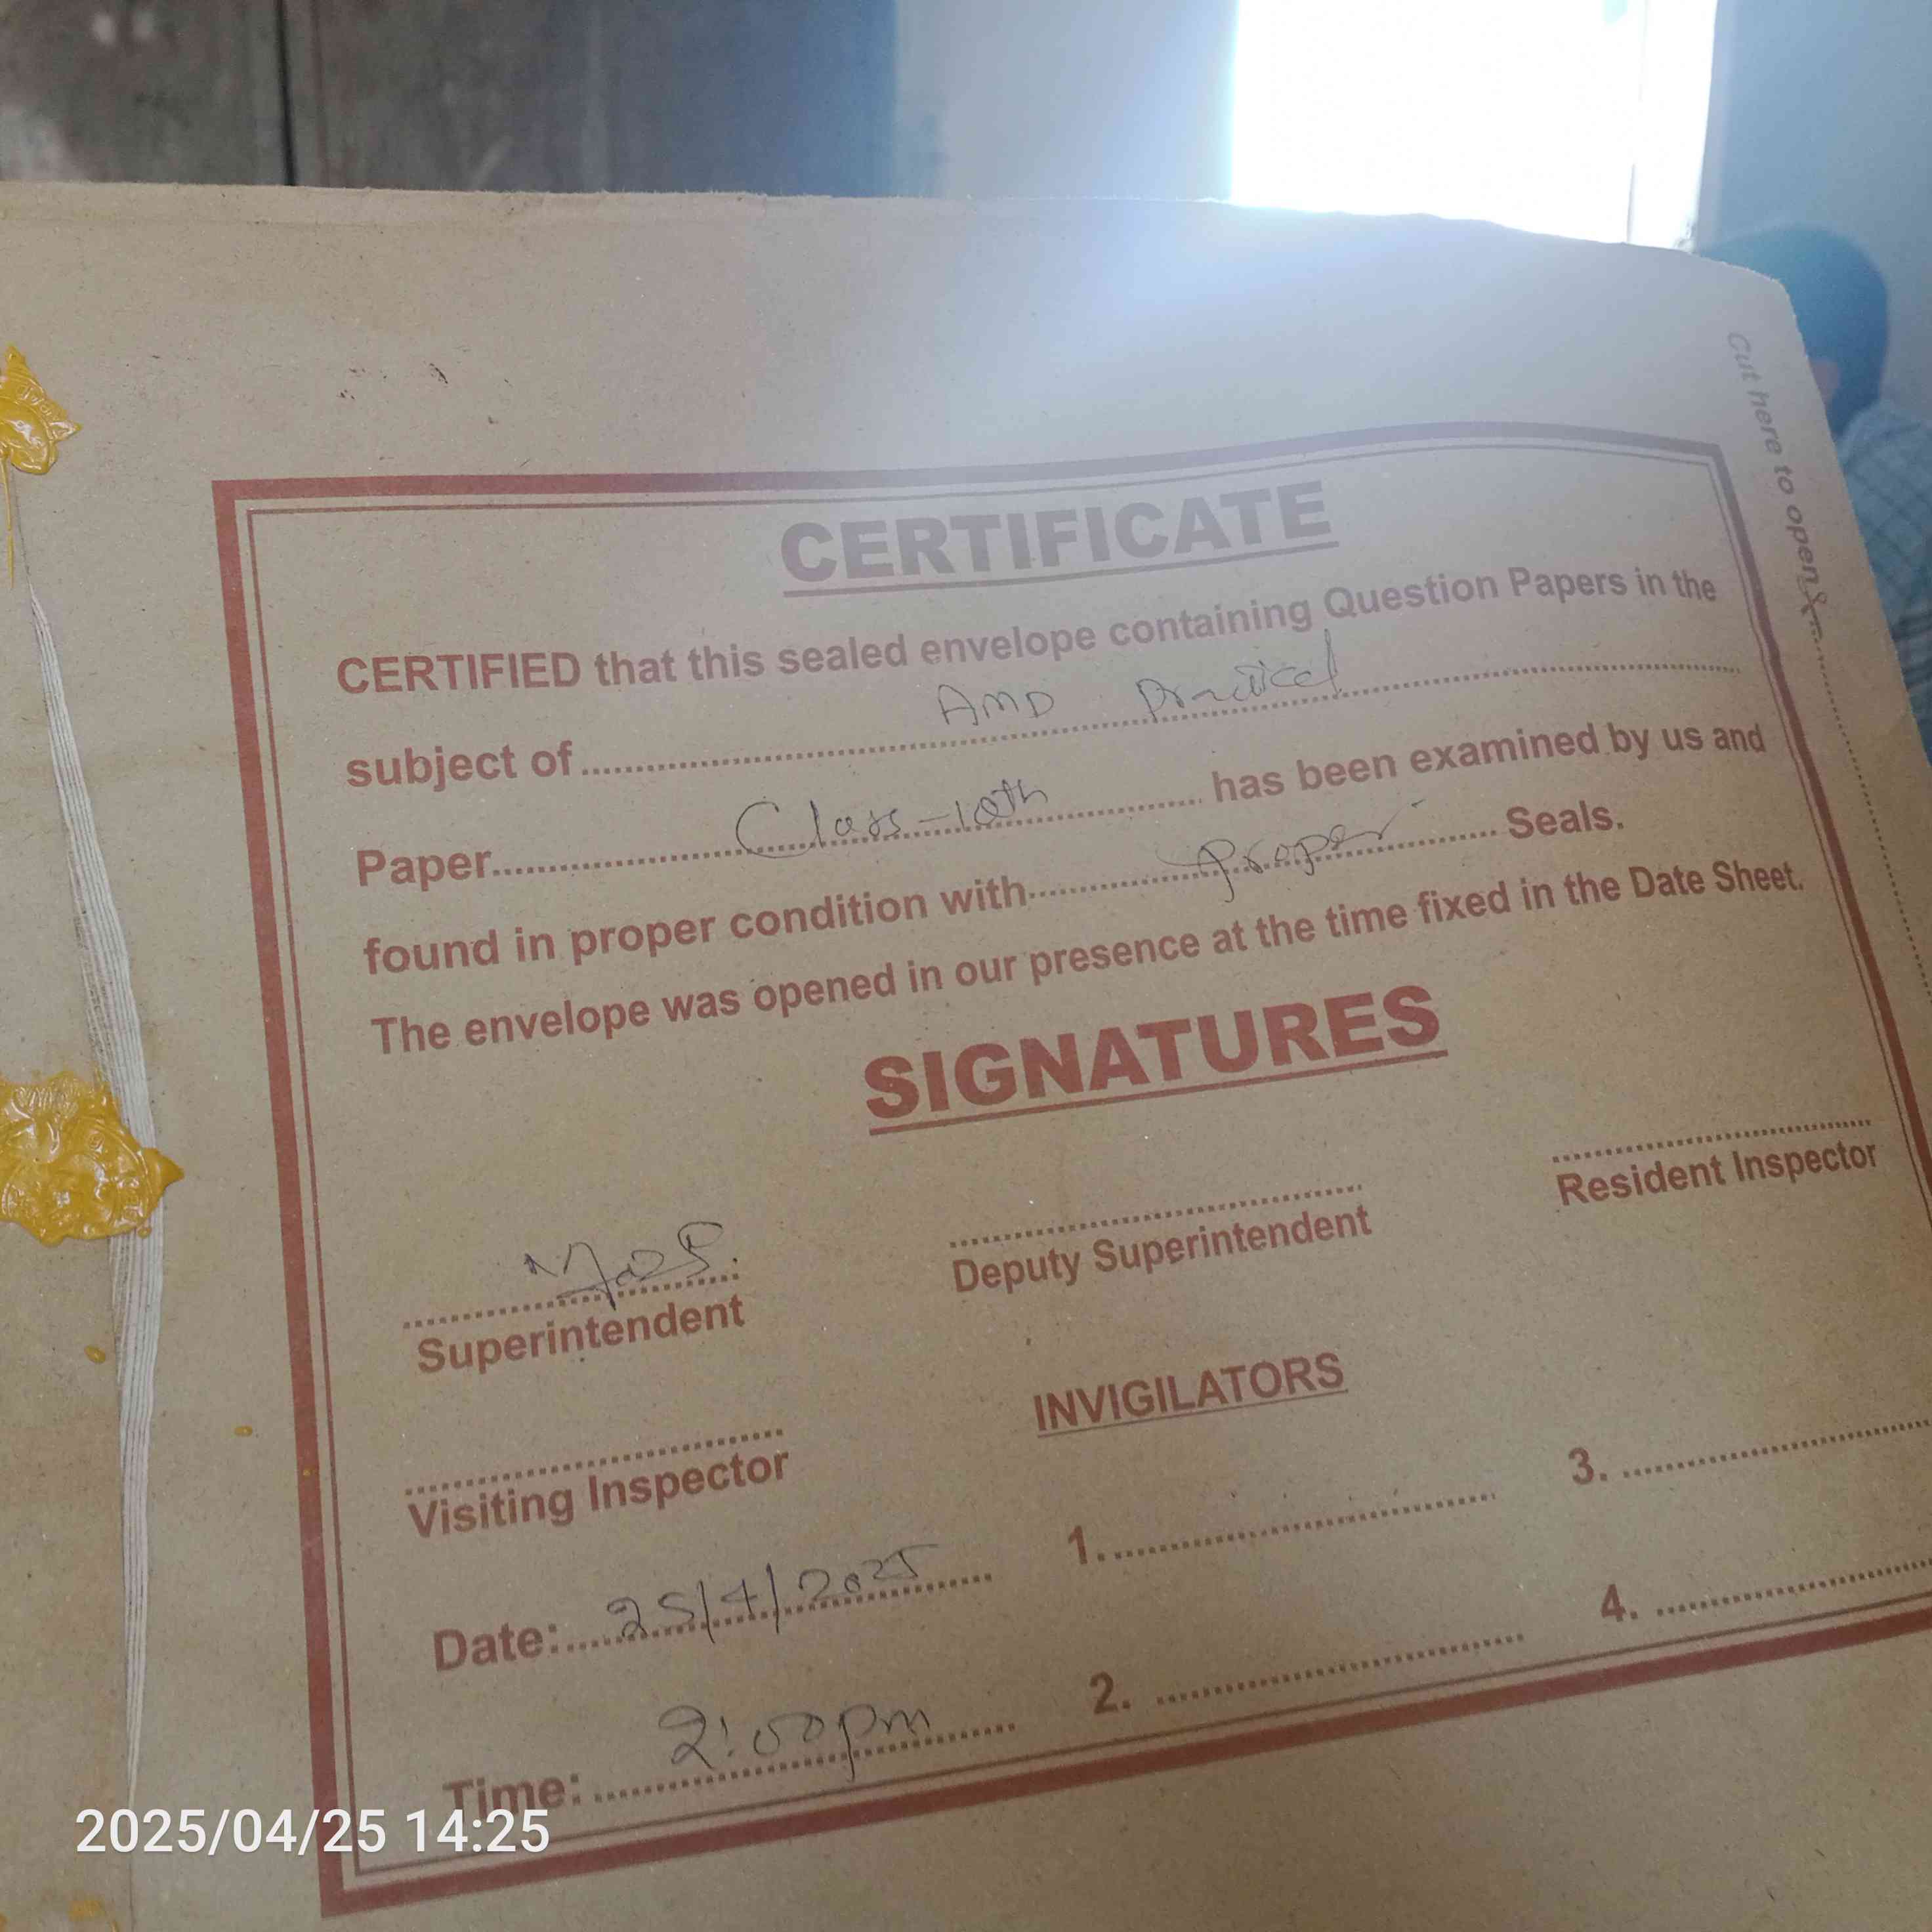 Cut here to open
CERTIFICATE
CERTIFIED that this sealed envelope containing Question Papers in the
subject of AMD Practical
Paper Class-10th has been examined by us and
found in proper condition with Proper Seals.
The envelope was opened in our presence at the time fixed in the Date Sheet.
SIGNATURES
Superintendent
Deputy Superintendent
Resident Inspector
Visiting Inspector
INVIGILATORS
1.
2.
3.
4.
Date: 25/4/2025
Time: 2:00pm
2025/04/25 14:25